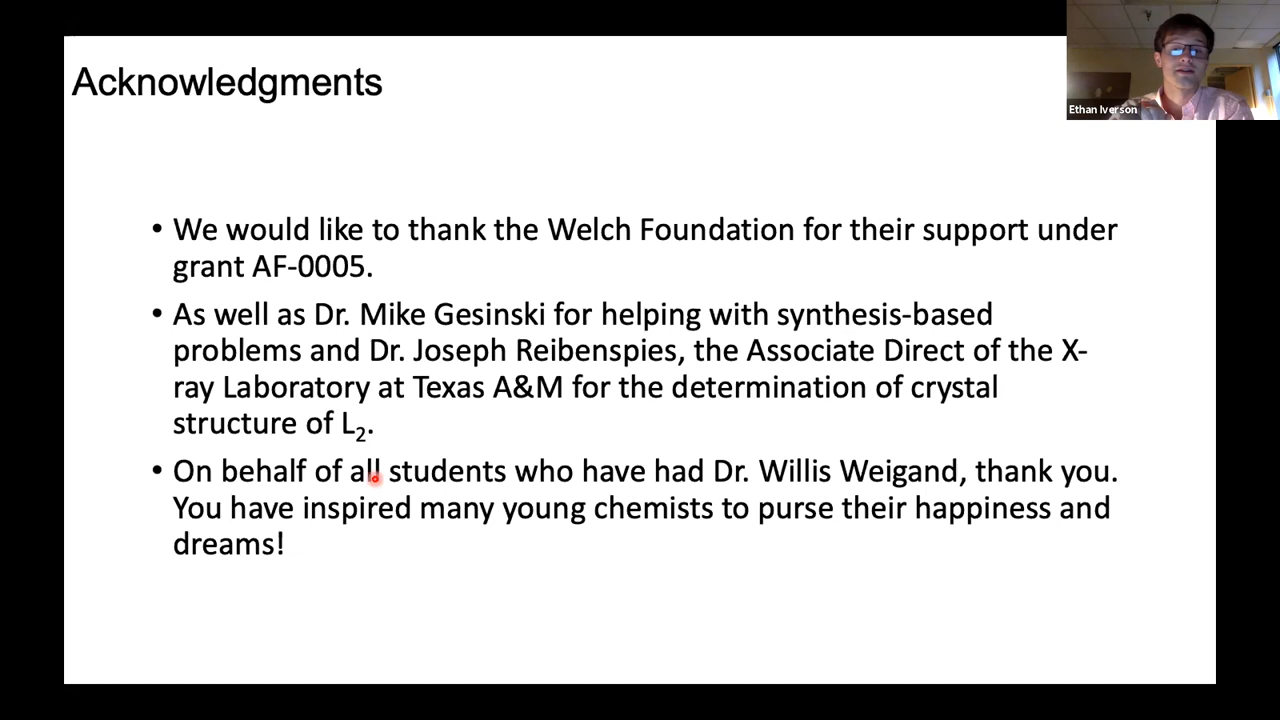 Acknowledgments
Ethan Iverson
• We would like to thank the Welch Foundation for their support under
grant AF-0005.
• As well as Dr. Mike Gesinski for helping with synthesis-based
problems and Dr. Joseph Reibenspies, the Associate Direct of the X-
ray Laboratory at Texas A&M for the determination of crystal
structure of L₂.
• On behalf of all students who have had Dr. Willis Weigand, thank you.
You have inspired many young chemists to purse their happiness and
dreams!